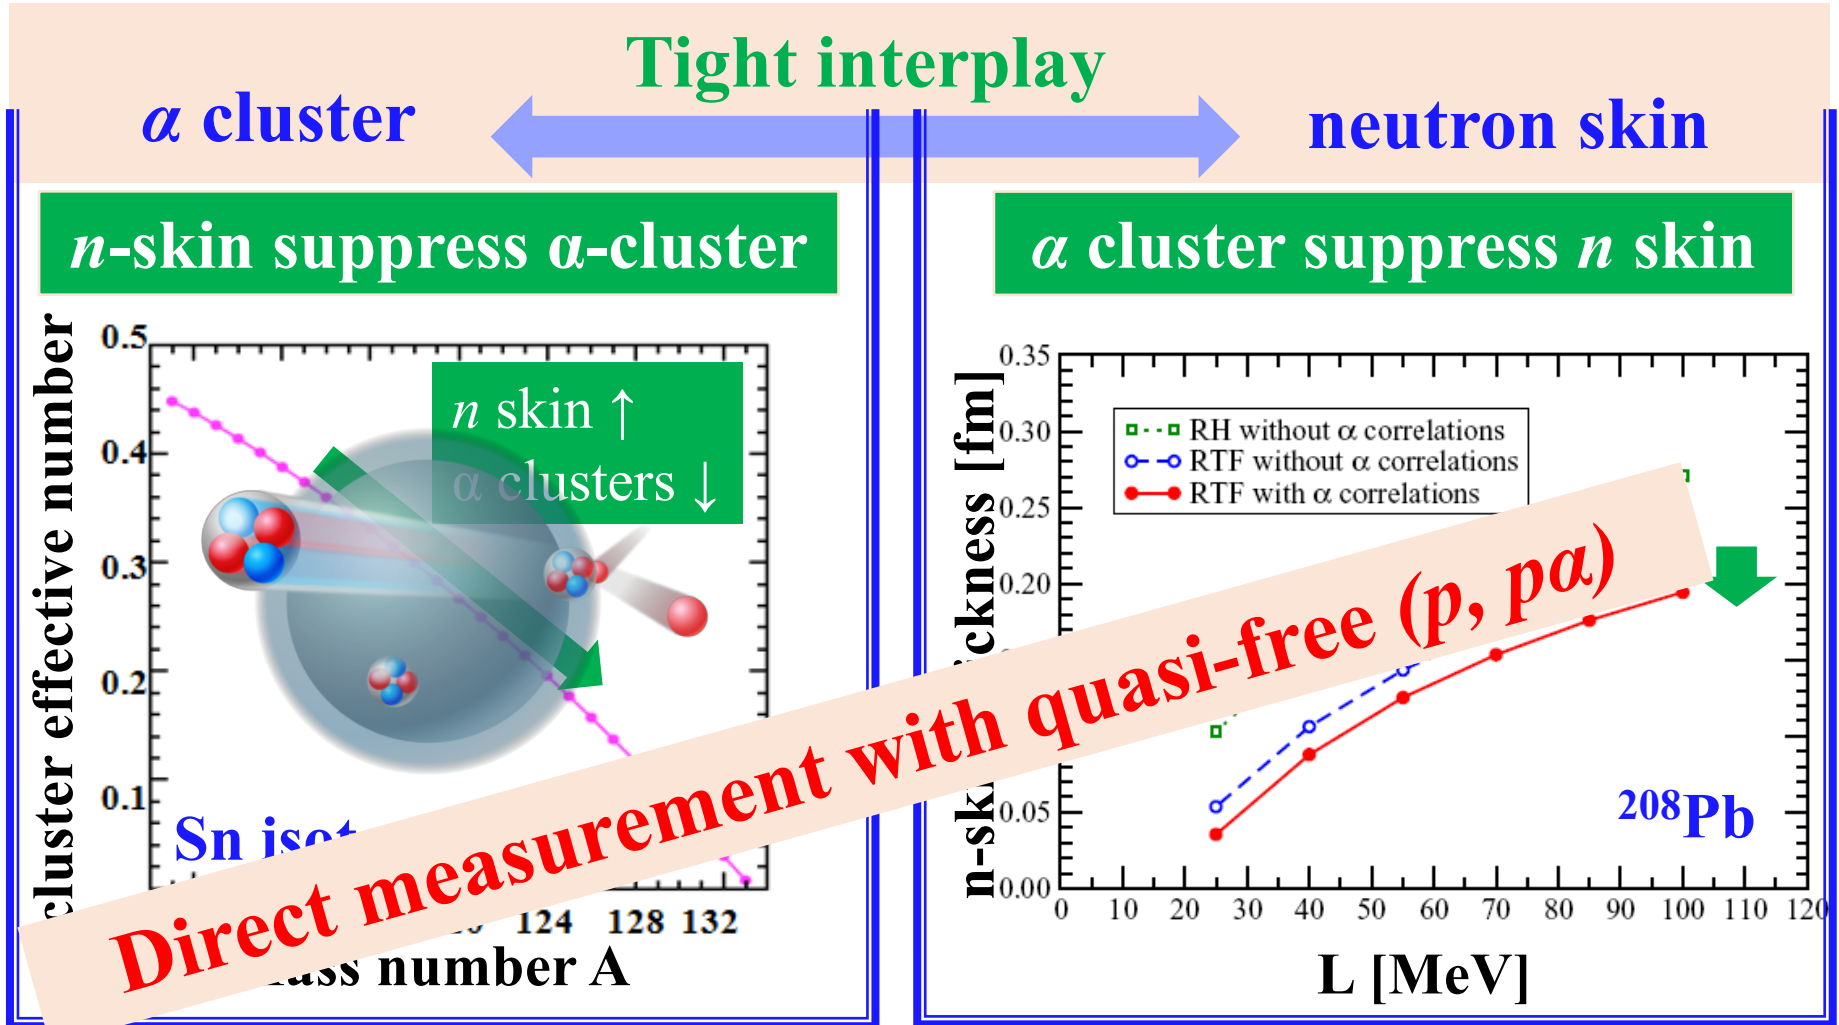 Tight interplay
α cluster
neutron skin
n-skin suppress α-cluster
α cluster suppress n skin
cluster effective number
0.5
0.4
0.3
0.2
0.1
n skin ↑
α clusters ↓
Sn isot
124 128 132
mass number A
Direct measurement with quasi-free (p, pα)
[fm]
0.35
0.30
0.25
0.20
0.05
0.00
RH without α correlations
RTF without α correlations
RTF with α correlations
208Pb
0 10 20 30 40 50 60 70 80 90 100 110 120
L [MeV]